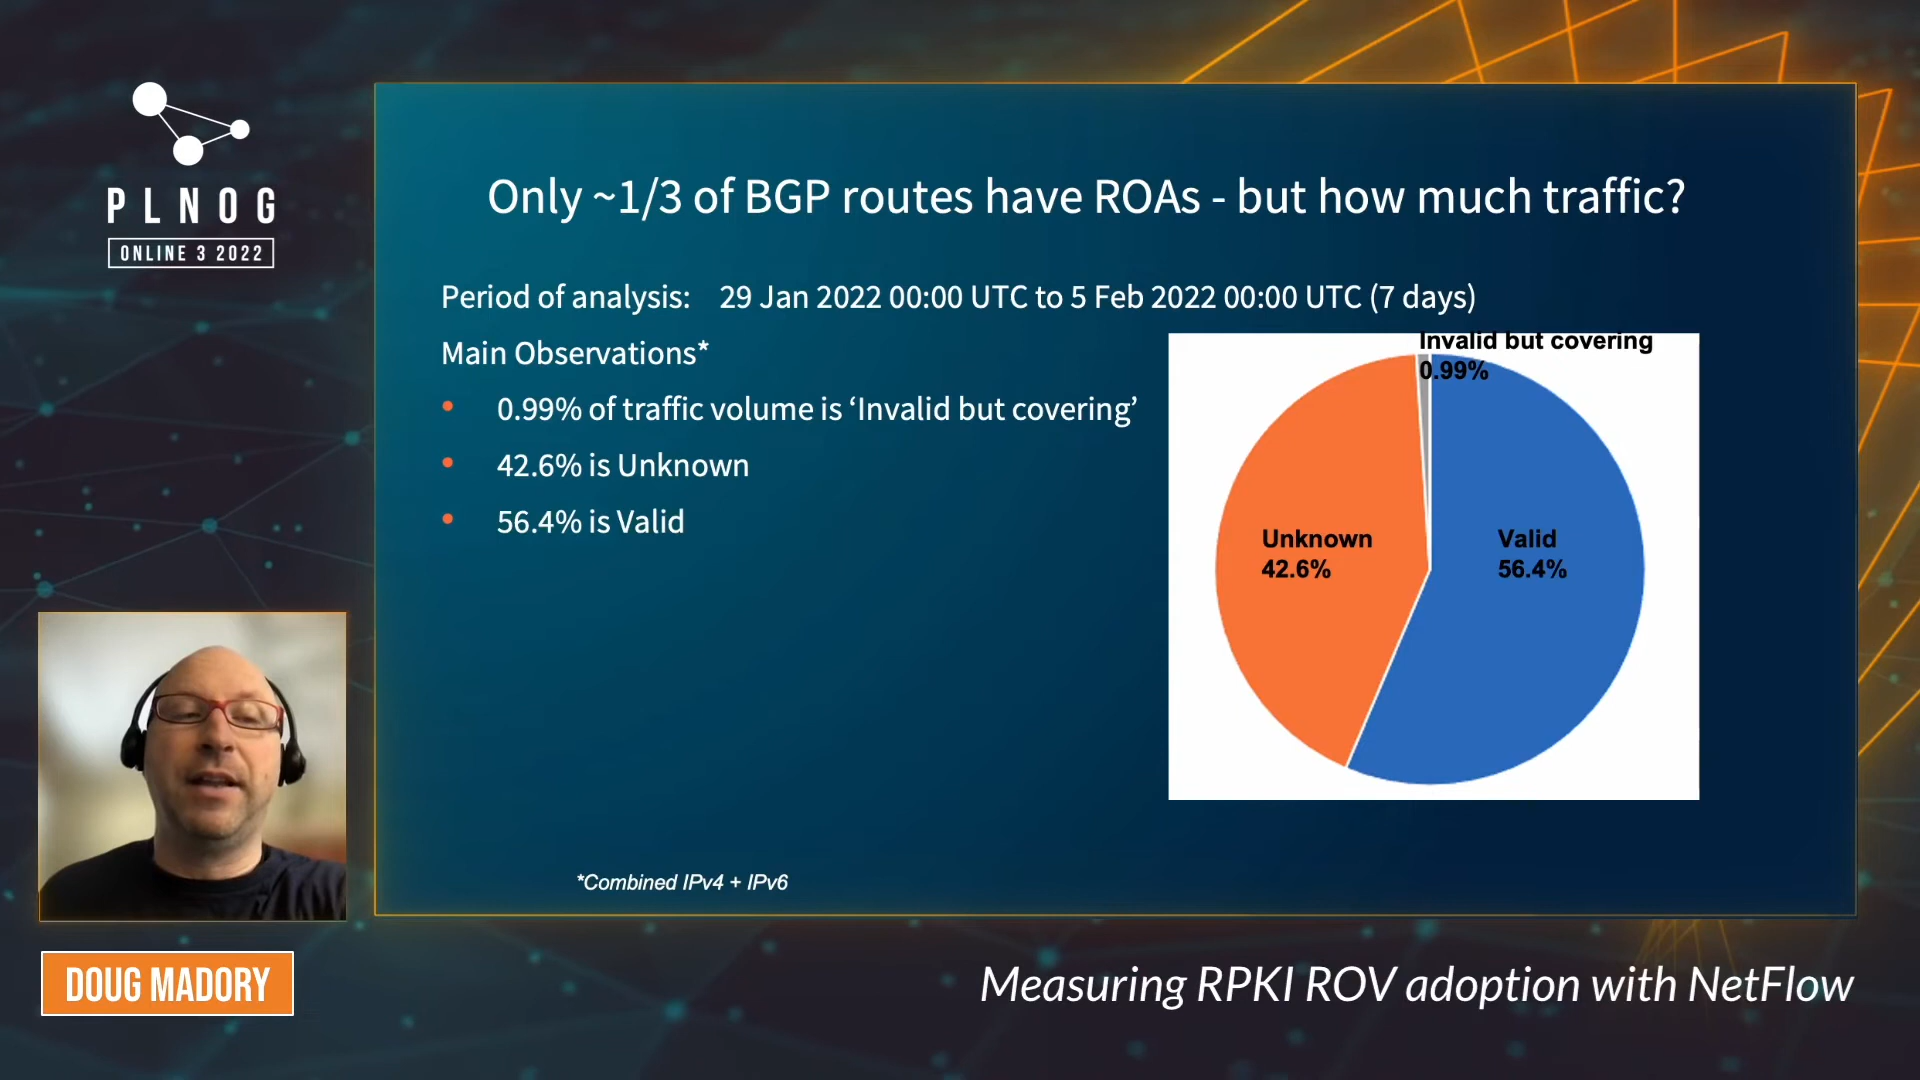 PLNOG
ONLINE 3 2022
Only ~1/3 of BGP routes have ROAs - but how much traffic?
Period of analysis: 29 Jan 2022 00:00 UTC to 5 Feb 2022 00:00 UTC (7 days)
Main Observations*
• 0.99% of traffic volume is ‘Invalid but covering’
• 42.6% is Unknown
• 56.4% is Valid
Invalid but covering
0.99%
Unknown
42.6%
Valid
56.4%
*Combined IPv4 + IPv6
DOUG MADORY
Measuring RPKI ROV adoption with NetFlow